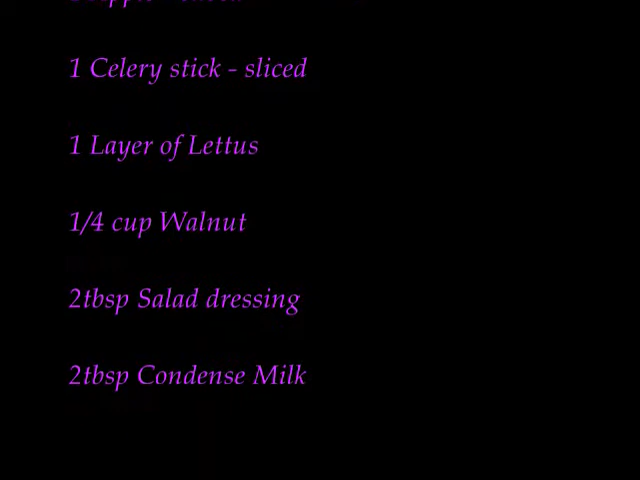 1 Celery stick - sliced
1 Layer of Lettus
1/4 cup Walnut
2tbsp Salad dressing
2tbsp Condense Milk